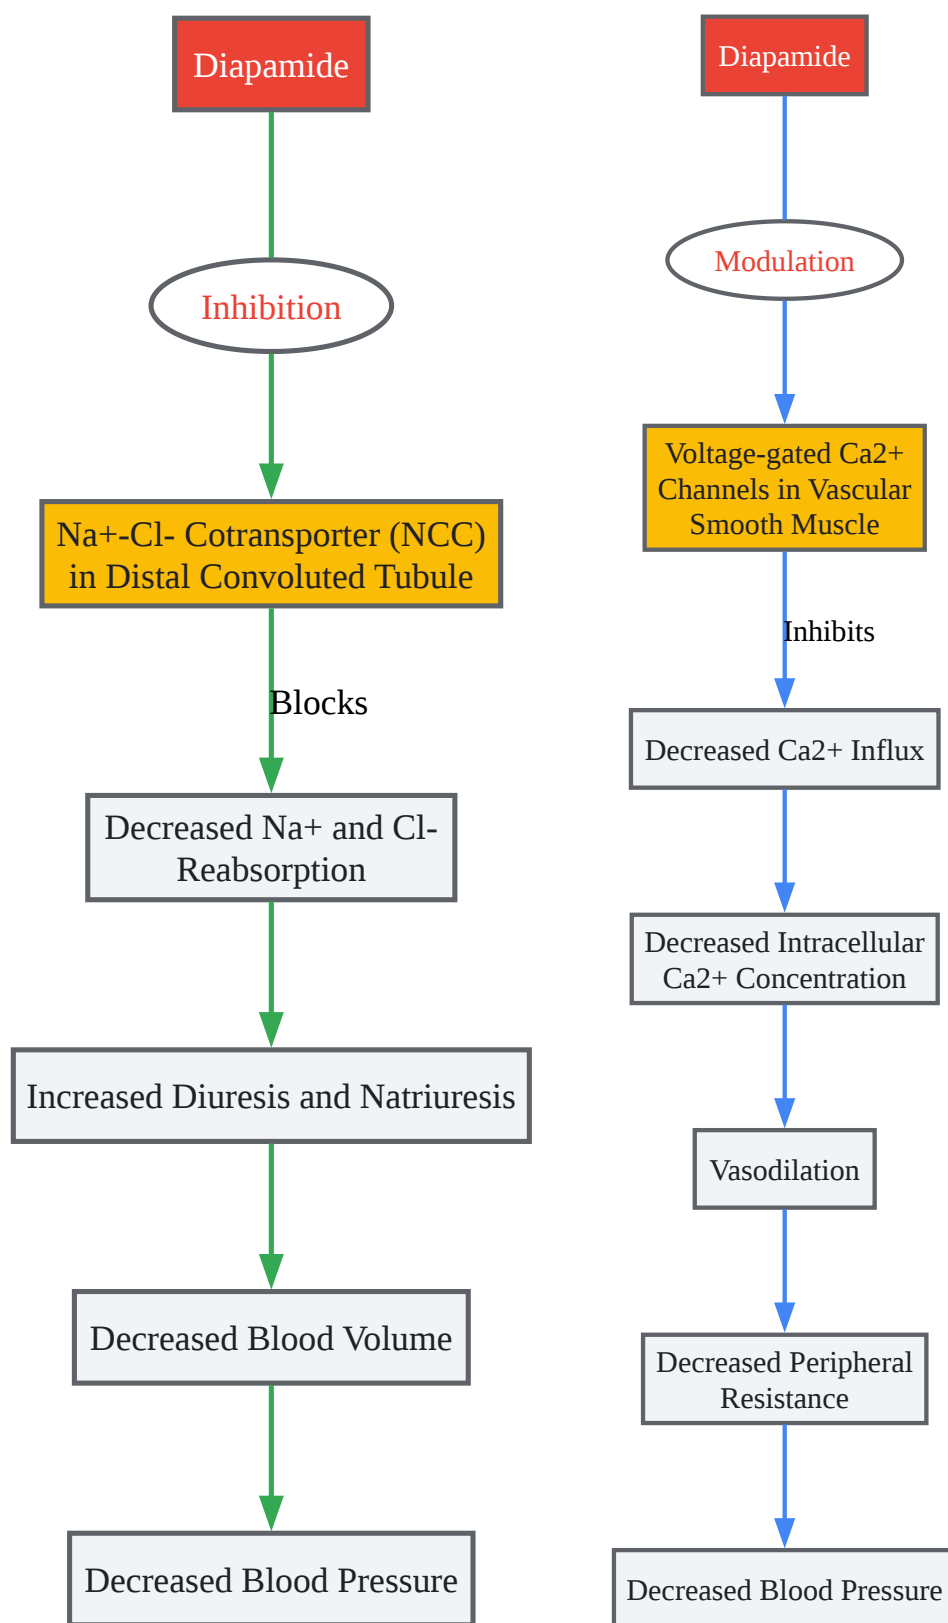 Diapamide
Inhibition
Na+-Cl- Cotransporter (NCC)
in Distal Convoluted Tubule
Blocks
Decreased Na+ and Cl-
Reabsorption
Increased Diuresis and Natriuresis
Decreased Blood Volume
Decreased Blood Pressure
Diapamide
Modulation
Voltage-gated Ca2+
Channels in Vascular
Smooth Muscle
Inhibits
Decreased Ca2+ Influx
Decreased Intracellular
Ca2+ Concentration
Vasodilation
Decreased Peripheral
Resistance
Decreased Blood Pressure